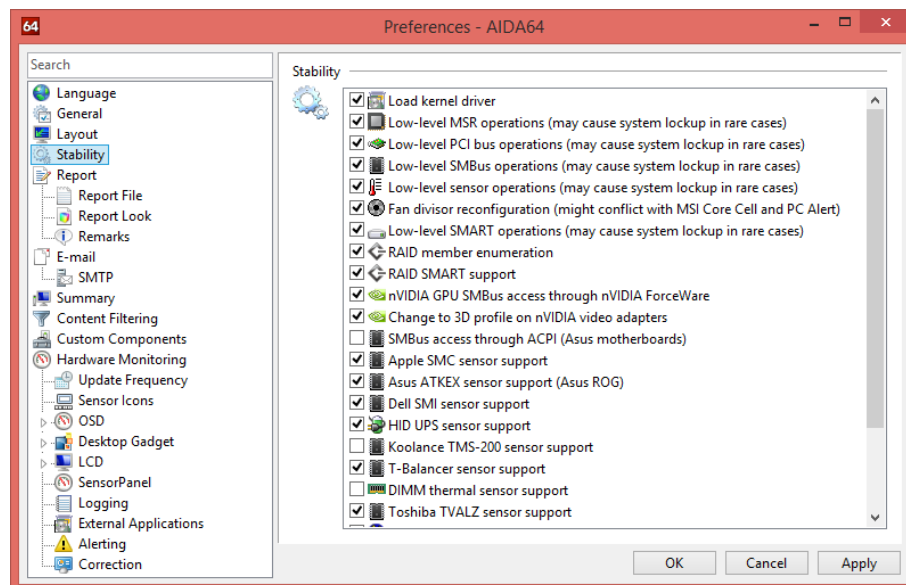 64
Preferences - AIDA64
Search
Language
General
Layout
Stability
Report
Report File
Report Look
Remarks
E-mail
SMTP
Summary
Content Filtering
Custom Components
Hardware Monitoring
Update Frequency
Sensor Icons
OSD
Desktop Gadget
LCD
SensorPanel
Logging
External Applications
Alerting
Correction
Stability
Load kernel driver
Low-level MSR operations (may cause system lockup in rare cases)
Low-level PCI bus operations (may cause system lockup in rare cases)
Low-level SMBus operations (may cause system lockup in rare cases)
Low-level sensor operations (may cause system lockup in rare cases)
Fan divisor reconfiguration (might conflict with MSI Core Cell and PC Alert)
Low-level SMART operations (may cause system lockup in rare cases)
RAID member enumeration
RAID SMART support
nVIDIA GPU SMBus access through nVIDIA ForceWare
Change to 3D profile on nVIDIA video adapters
SMBus access through ACPI (Asus motherboards)
Apple SMC sensor support
Asus ATKEX sensor support (Asus ROG)
Dell SMI sensor support
HID UPS sensor support
Koolance TMS-200 sensor support
T-Balancer sensor support
DIMM thermal sensor support
Toshiba TVALZ sensor support
OK
Cancel
Apply